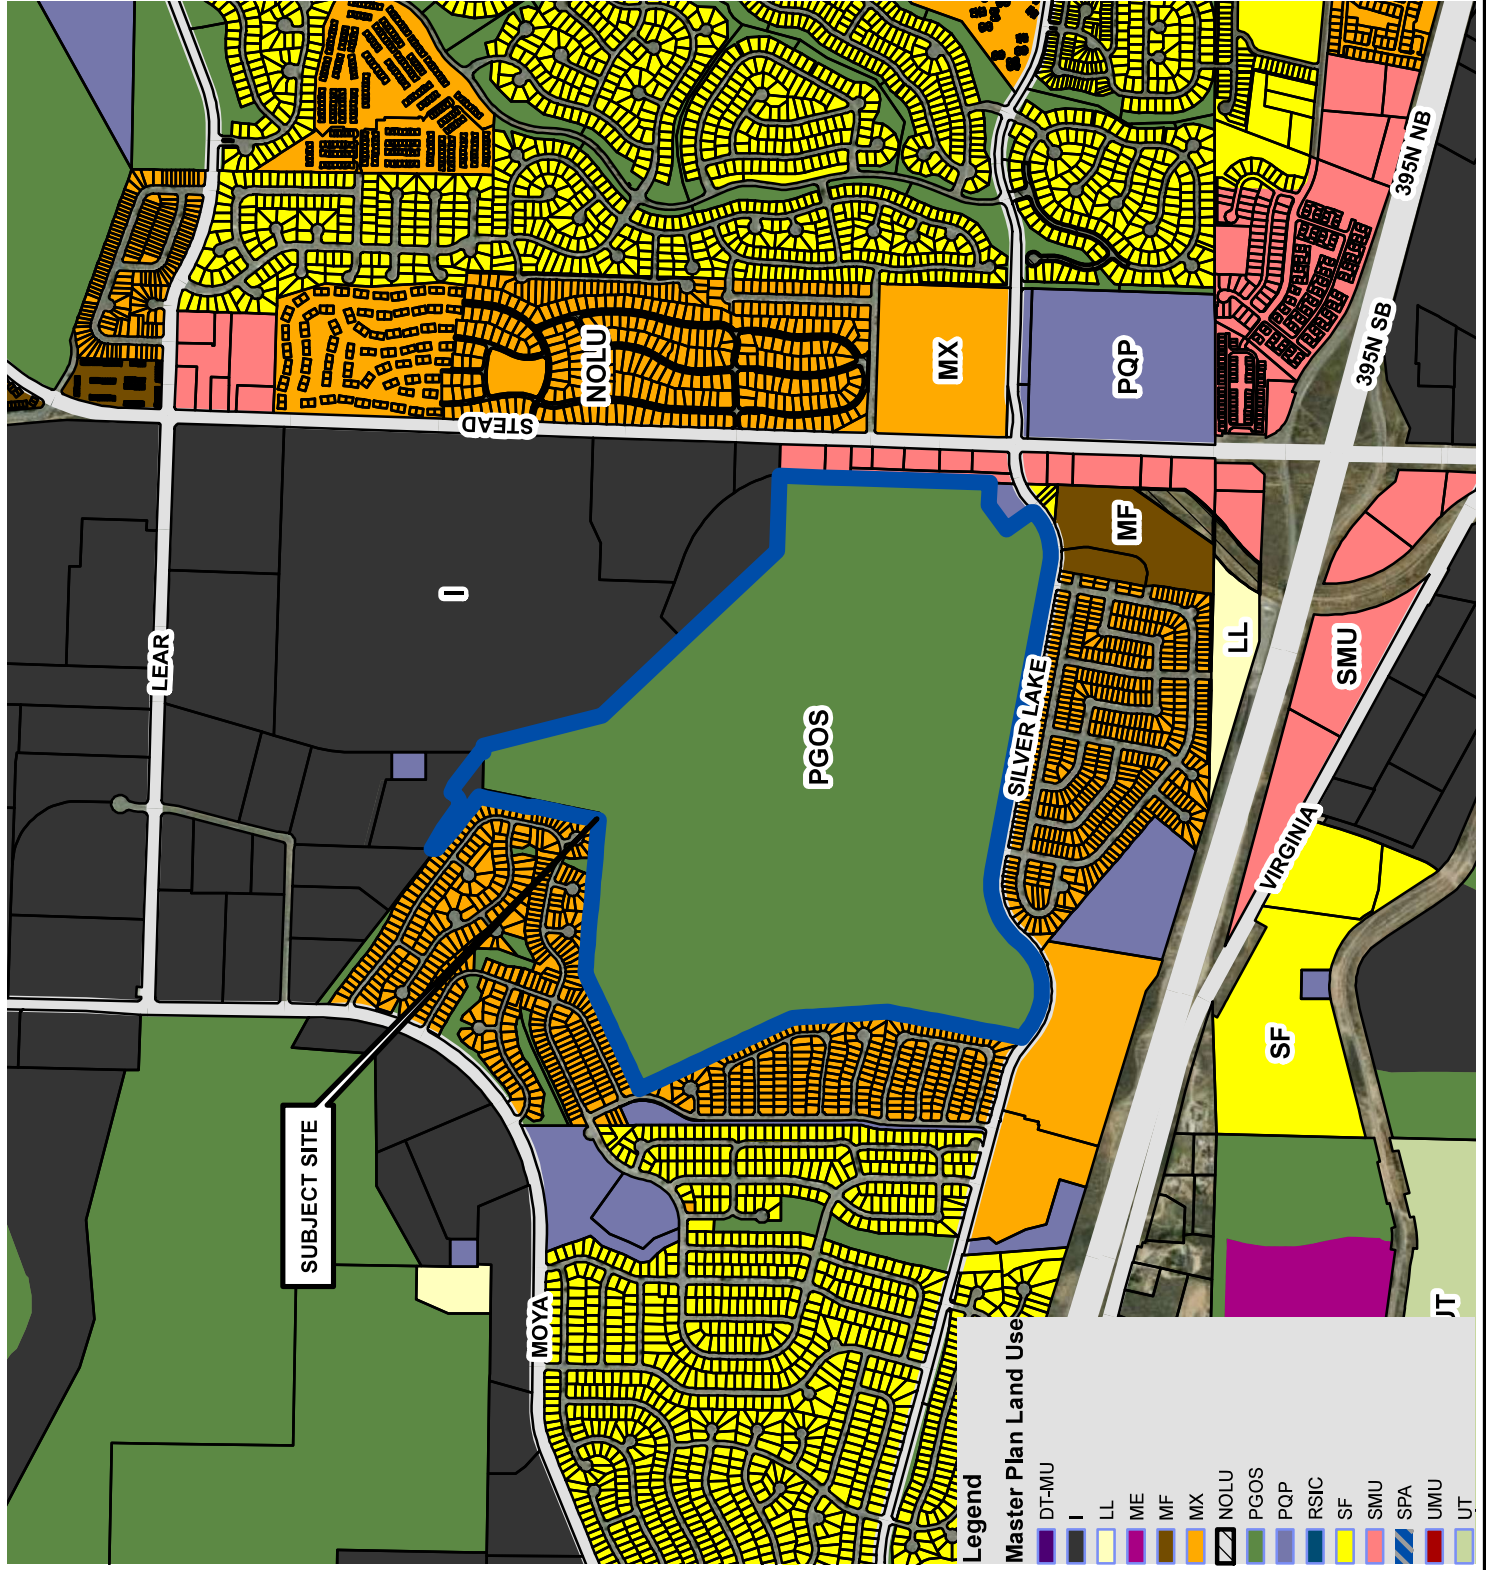 395N NB
395N SB
NOLU
MX
PQP
STEAD
LEAR
I
MF
LL
SMU
PGOS
SILVER LAKE
VIRGINIA
SF
SUBJECT SITE
MOYA
UT
Legend
Master Plan Land Use
DT-MU
I
LL
ME
MF
MX
NOLU
PGOS
PQP
RSIC
SF
SMU
SPA
UMU
UT